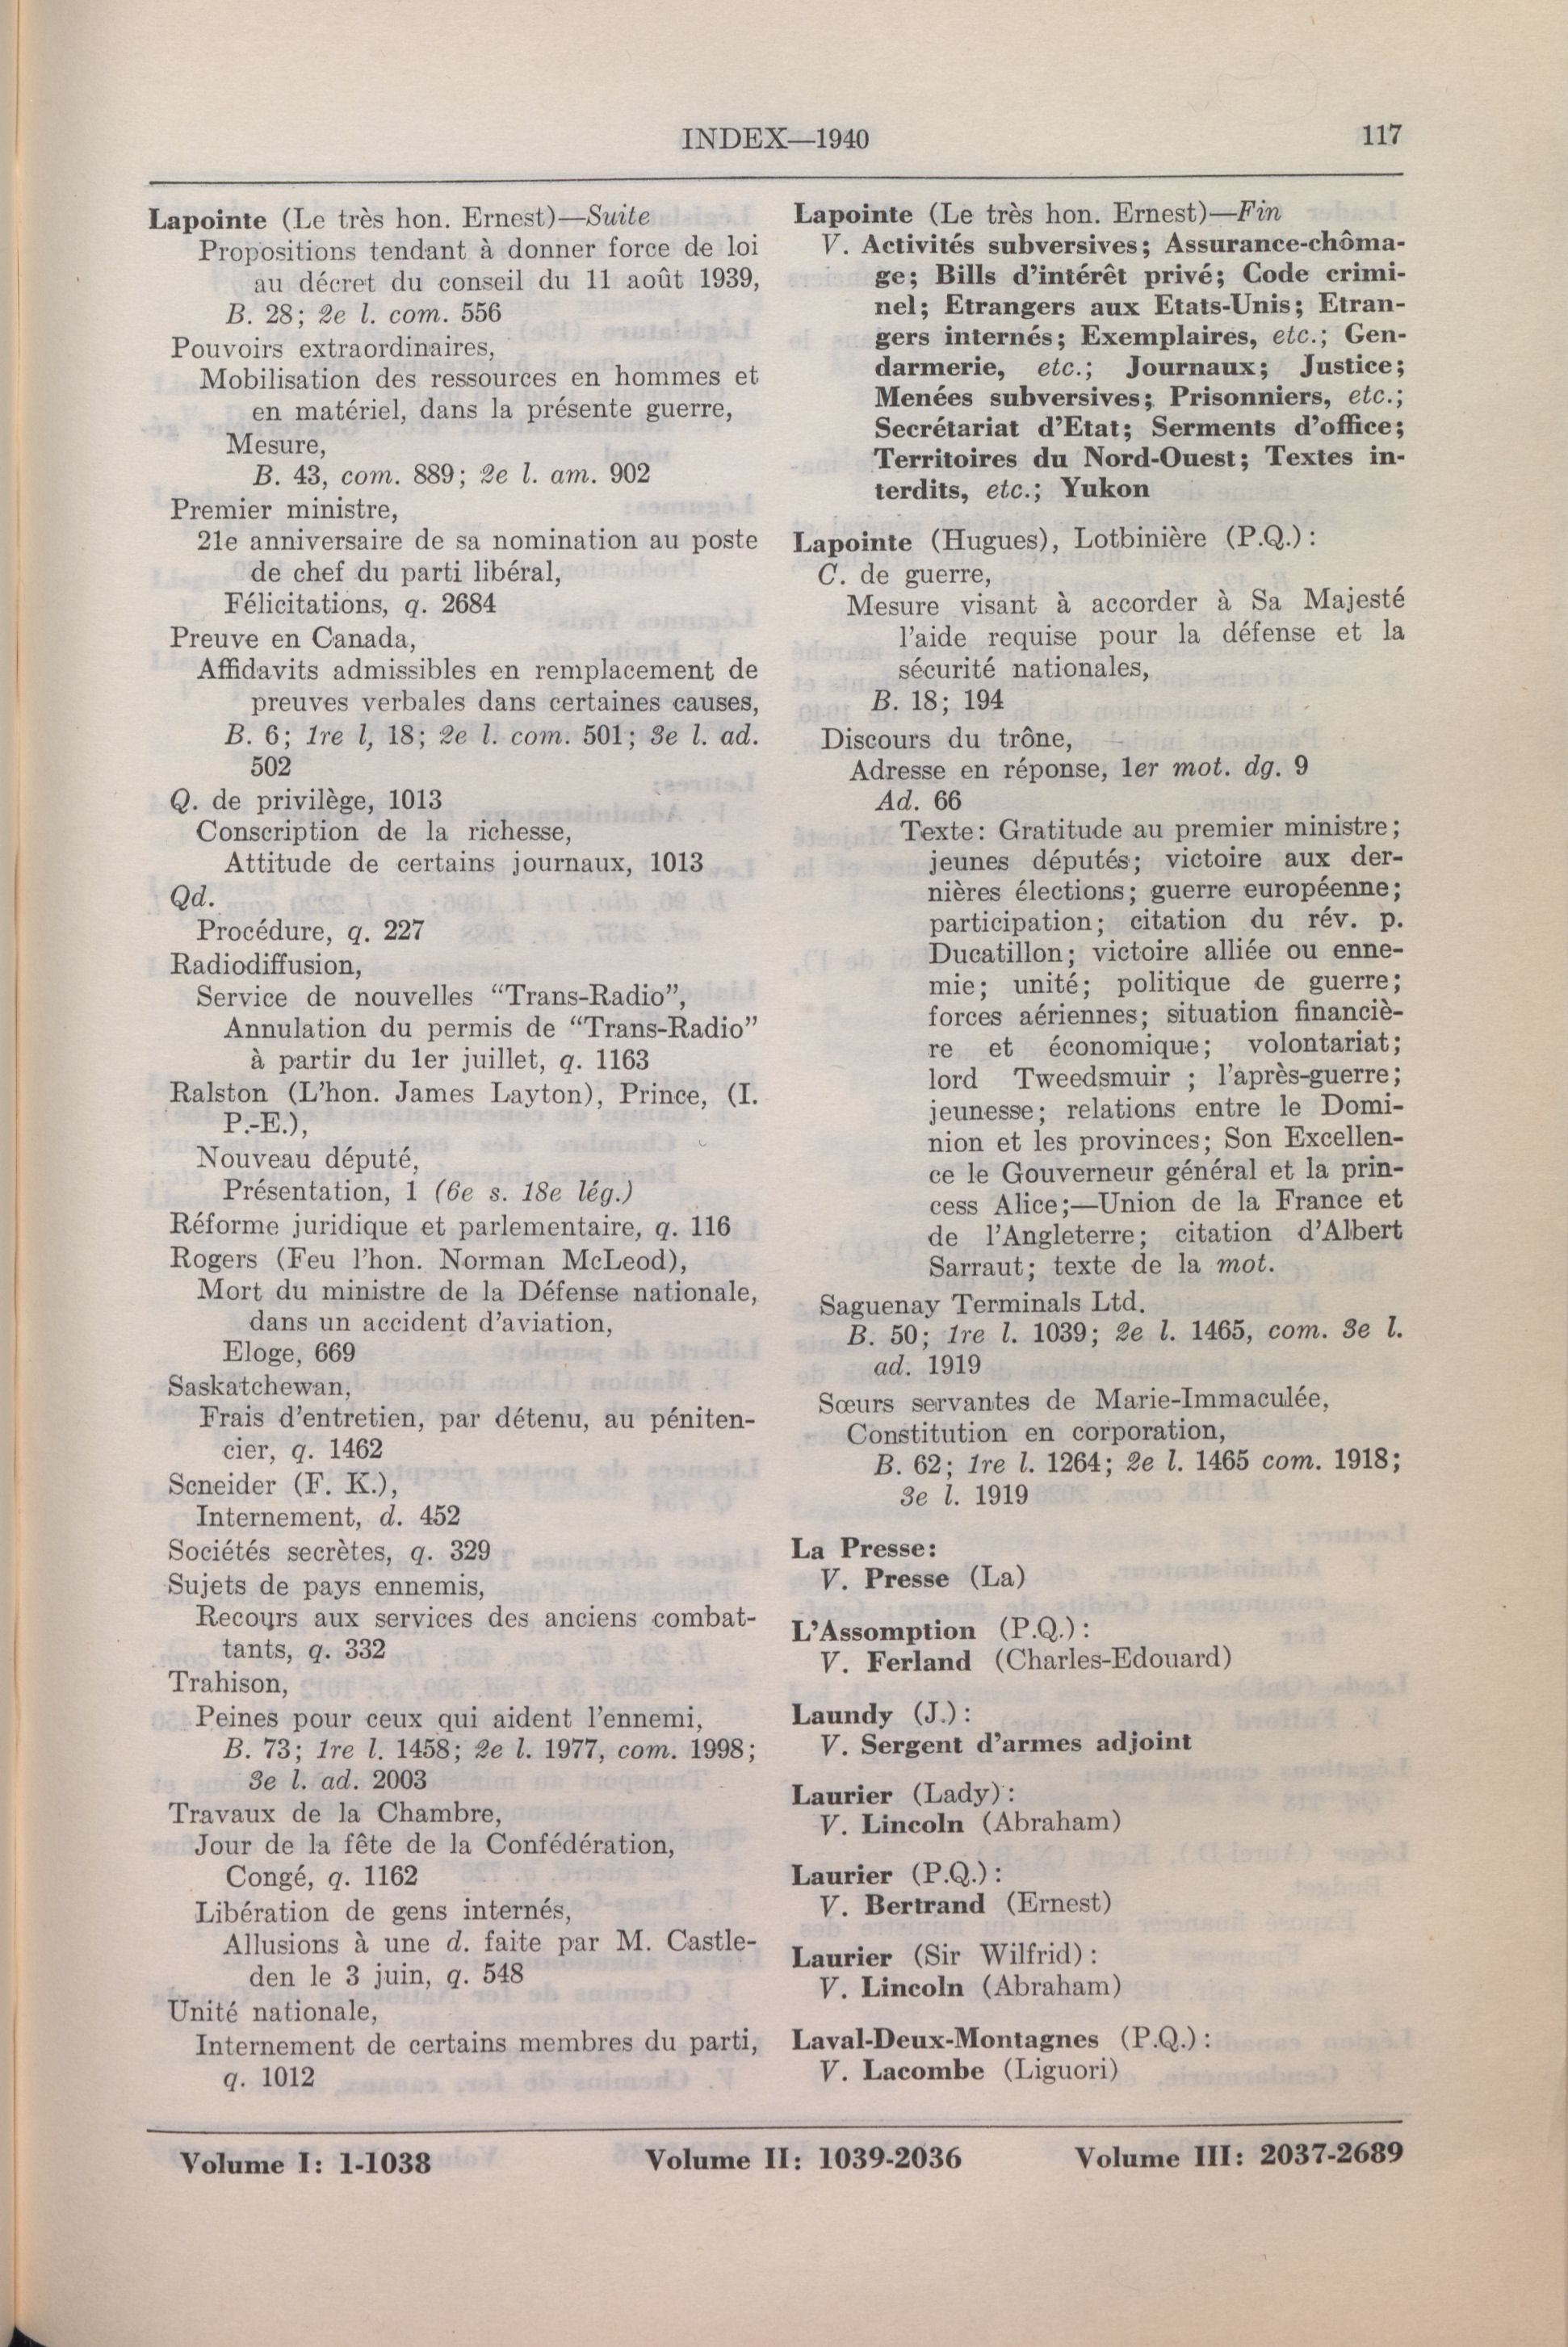 INDEX—1940
117
Lapointe (Le très hon. Ernest)—Suite
Propositions tendant à donner force de loi
au décret du conseil du 11 août 1939,
B. 28; 2e l. com. 556
Pouvoirs extraordinaires,
Mobilisation des ressources en hommes et
en matériel, dans la présente guerre,
Mesure,
B. 43, com. 889; 2e l. am. 902
Premier ministre,
21e anniversaire de sa nomination au poste
de chef du parti libéral,
Félicitations, q. 2684
Preuve en Canada,
Affidavits admissibles en remplacement de
preuves verbales dans certaines causes,
B. 6; 1re l, 18; 2e l. com. 501; 3e l. ad.
502
Q. de privilège, 1013
Conscription de la richesse,
Attitude de certains journaux, 1013
Qd.
Procédure, q. 227
Radiodiffusion,
Service de nouvelles “Trans-Radio”,
Annulation du permis de “Trans-Radio”
à partir du 1er juillet, q. 1163
Ralston (L’hon. James Layton), Prince, (I.
P.-E.),
Nouveau député,
Présentation, 1 (6e s. 18e lég.)
Réforme juridique et parlementaire, q. 116
Rogers (Feu l’hon. Norman McLeod),
Mort du ministre de la Défense nationale,
dans un accident d’aviation,
Eloge, 669
Saskatchewan,
Frais d’entretien, par détenu, au péniten-
cier, q. 1462
Scneider (F. K.),
Internement, d. 452
Sociétés secrètes, q. 329
Sujets de pays ennemis,
Recours aux services des anciens combat-
tants, q. 332
Trahison,
Peines pour ceux qui aident l’ennemi,
B. 73; 1re l. 1458; 2e l. 1977, com. 1998;
3e l. ad. 2003
Travaux de la Chambre,
Jour de la fête de la Confédération,
Congé, q. 1162
Libération de gens internés,
Allusions à une d. faite par M. Castle-
den le 3 juin, q. 548
Unité nationale,
Internement de certains membres du parti,
q. 1012
Lapointe (Le très hon. Ernest)—Fin
V. Activités subversives; Assurance-chôma-
ge; Bills d’intérêt privé; Code crimi-
nel; Etrangers aux Etats-Unis; Etran-
gers internés; Exemplaires, etc.; Gen-
darmerie, etc.; Journaux; Justice;
Menées subversives; Prisonniers, etc.;
Secrétariat d’Etat; Serments d’office;
Territoires du Nord-Ouest; Textes in-
terdits, etc.; Yukon
Lapointe (Hugues), Lotbinière (P.Q.):
C. de guerre,
Mesure visant à accorder à Sa Majesté
l’aide requise pour la défense et la
sécurité nationales,
B. 18; 194
Discours du trône,
Adresse en réponse, 1er mot. dg. 9
Ad. 66
Texte: Gratitude au premier ministre;
jeunes députés; victoire aux der-
nières élections; guerre européenne;
participation; citation du rév. p.
Ducatillon; victoire alliée ou enne-
mie; unité; politique de guerre;
forces aériennes; situation financiè-
re et économique; volontariat;
lord Tweedsmuir ; l’après-guerre;
jeunesse; relations entre le Domi-
nion et les provinces; Son Excellen-
ce le Gouverneur général et la prin-
cess Alice;—Union de la France et
de l’Angleterre; citation d’Albert
Sarraut; texte de la mot.
Saguenay Terminals Ltd.
B. 50; 1re l. 1039; 2e l. 1465, com. 3e l.
ad. 1919
Sœurs servantes de Marie-Immaculée,
Constitution en corporation,
B. 62; 1re l. 1264; 2e l. 1465 com. 1918;
3e l. 1919
La Presse:
V. Presse (La)
L’Assomption (P.Q.):
V. Ferland (Charles-Edouard)
Laundy (J.):
V. Sergent d’armes adjoint
Laurier (Lady):
V. Lincoln (Abraham)
Laurier (P.Q.):
V. Bertrand (Ernest)
Laurier (Sir Wilfrid):
V. Lincoln (Abraham)
Laval-Deux-Montagnes (P.Q.):
V. Lacombe (Liguori)
Volume I: 1-1038
Volume II: 1039-2036
Volume III: 2037-2689